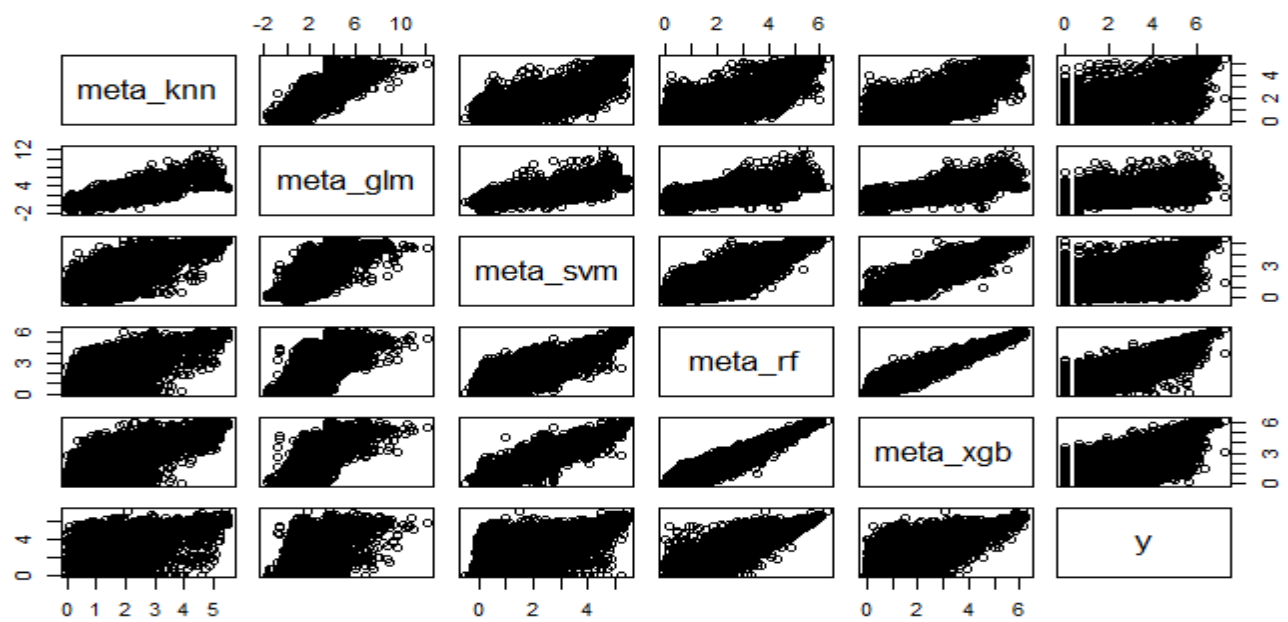 -2 2 6 10 0 2 4 6 0 2 4 6
meta_knn 0 2 4
-2 4 12 meta_glm
meta_svm 0 3
0 3 6 meta_rf
meta_xgb 0 3 6
0 4 y
0 1 2 3 4 5 0 2 4 0 2 4 6